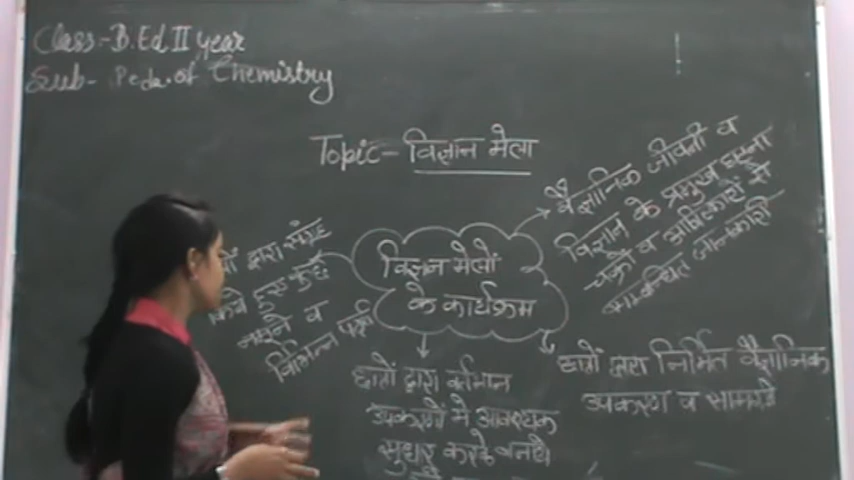 Class:- B.Ed II year
Sub- Peda. of Chemistry
Topic- विज्ञान मेला
विज्ञान मेलों
के कार्यक्रम
वैज्ञानिक जीवनी व
विज्ञान के प्रमुख घटना
चक्रों व आविष्कारों से
सम्बन्धित जानकारी
द्वारा संग्रह
किये हुए कुछ
नमूने व
विभिन्न
छात्रों द्वारा वर्तमान
उपकरणों में आवश्यक
सुधार करके बनाये
छात्रों द्वारा निर्मित वैज्ञानिक
उपकरण व सामग्री